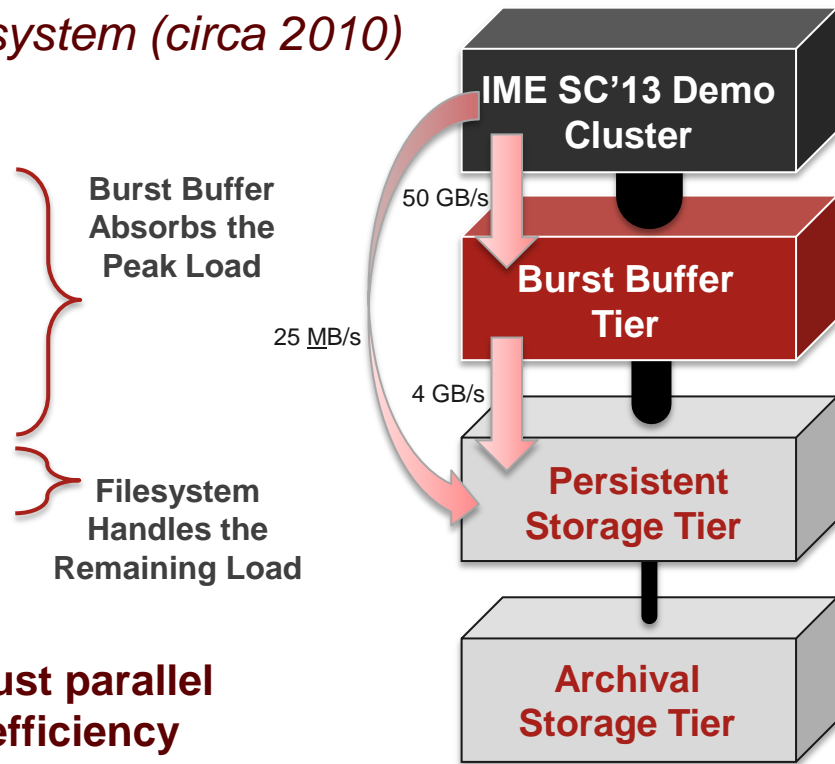 system (circa 2010)
IME SC’13 Demo
Cluster
Burst Buffer
Absorbs the
Peak Load
50 GB/s
Burst Buffer
Tier
25 MB/s
4 GB/s
Persistent
Storage Tier
Filesystem
Handles the
Remaining Load
ust parallel
efficiency
Archival
Storage Tier